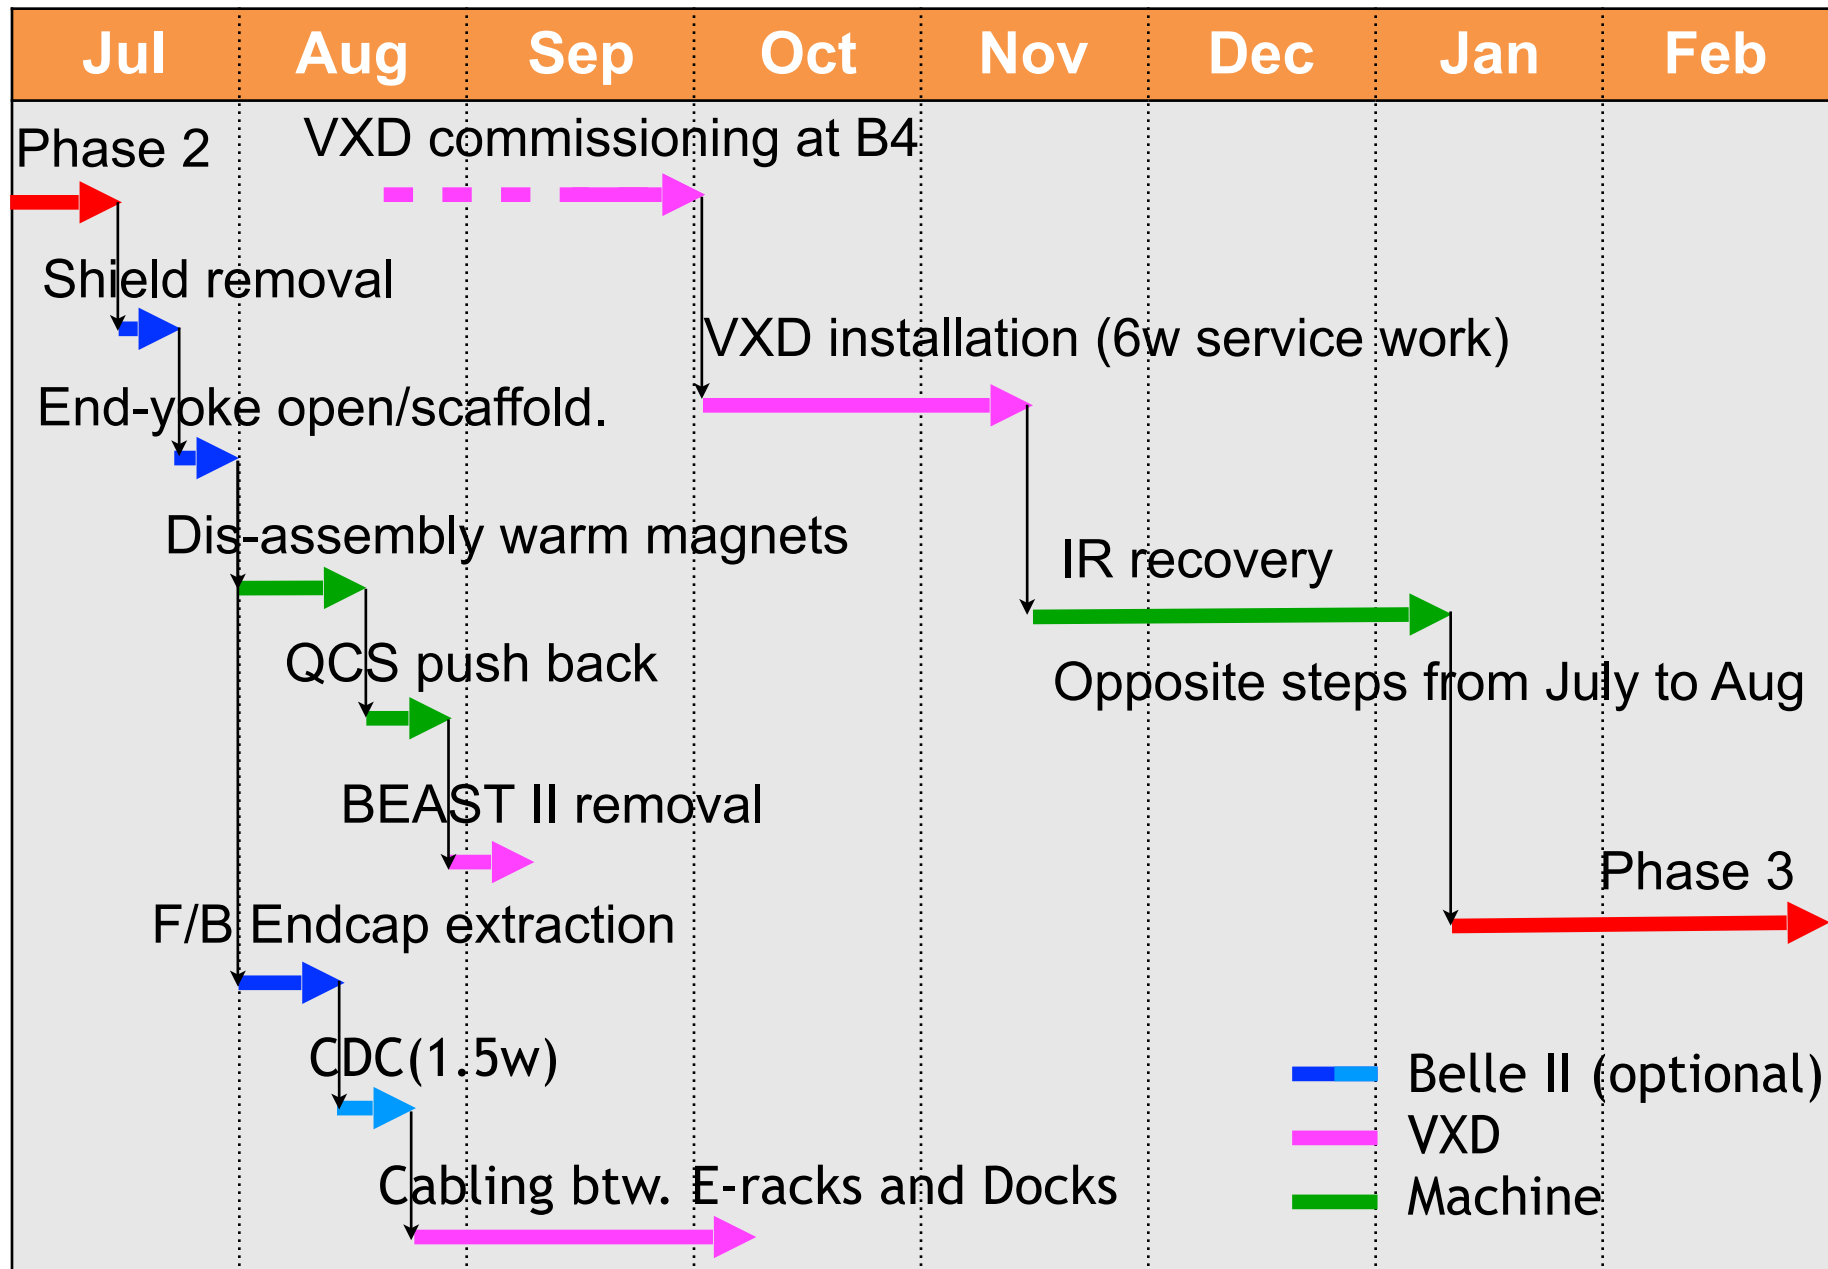 Jul Aug Sep Oct Nov Dec Jan Feb
Phase 2
VXD commissioning at B4
Shield removal
VXD installation (6w service work)
End-yoke open/scaffold.
Dis-assembly warm magnets
IR recovery
QCS push back
Opposite steps from July to Aug
BEAST II removal
Phase 3
F/B Endcap extraction
CDC(1.5w)
Cabling btw. E-racks and Docks
Belle II (optional)
VXD
Machine